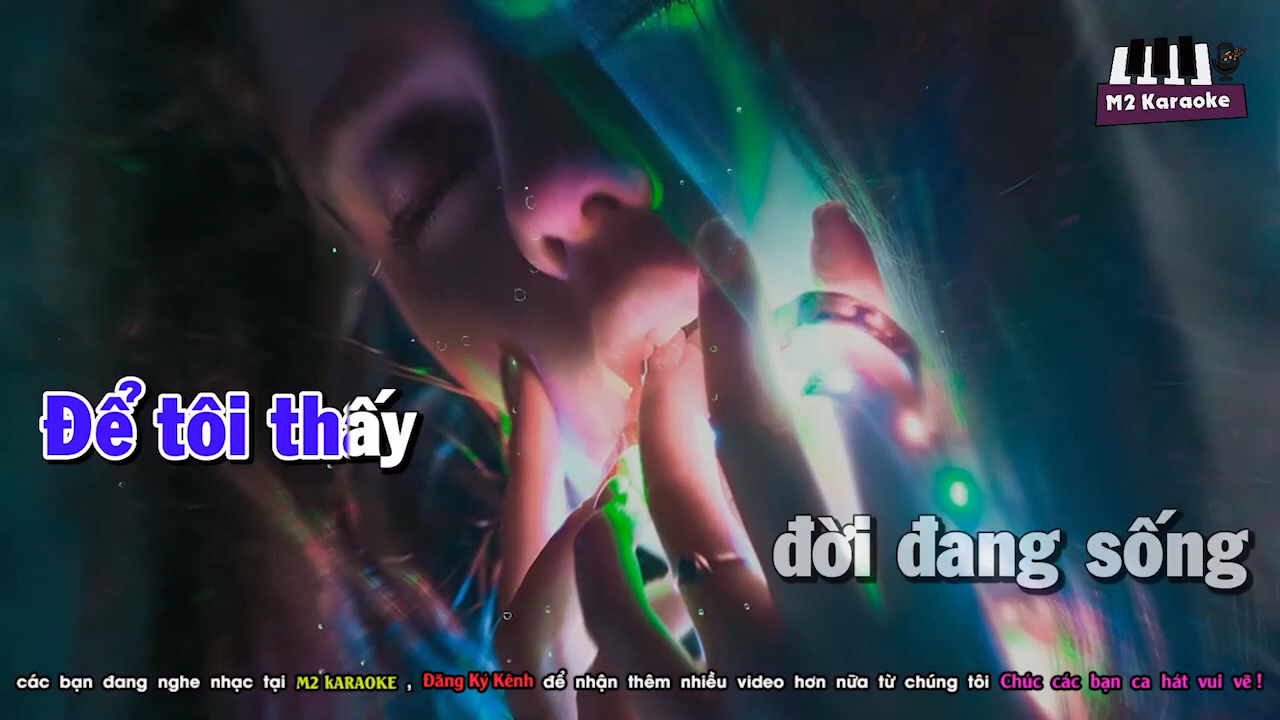 M2 Karaoke
Để tôi thấy
đời đang sống
các bạn đang nghe nhạc tại M2 KARAOKE , Đăng Ký Kênh để nhận thêm nhiều video hơn nữa từ chúng tôi Chúc các bạn ca hát vui vẽ !